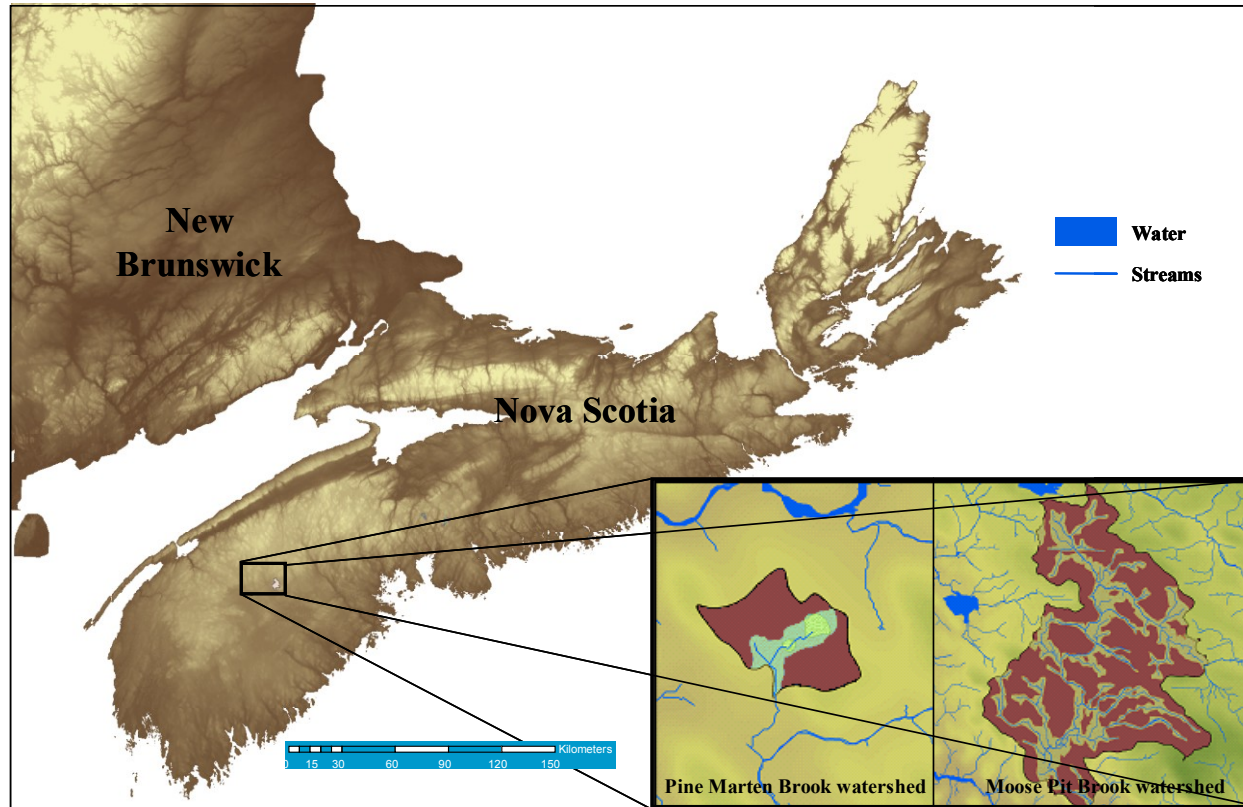 New
Brunswick
Nova Scotia
Water
Streams
Kilometers
0 15 30 60 90 120 150
Pine Marten Brook watershed
Moose Pit Brook watershed